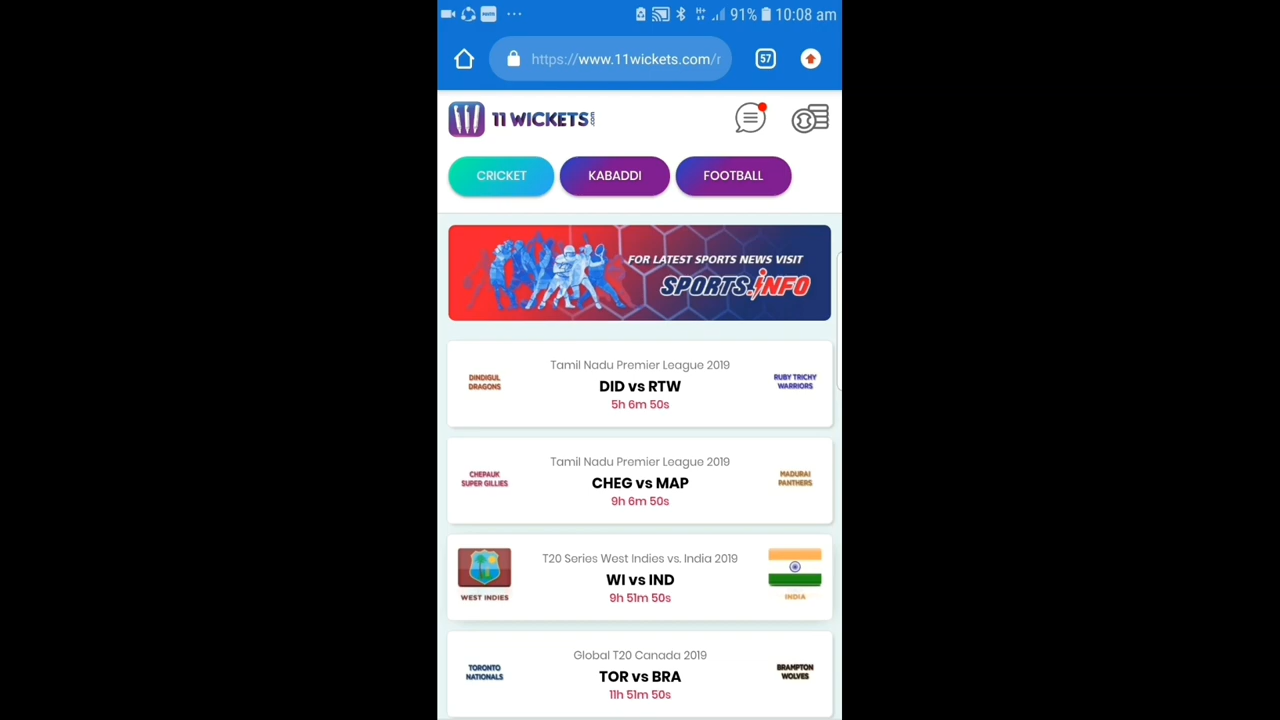 91% 10:08 am
https://www.11wickets.com/r
57
11 WICKETS.com
CRICKET KABADDI FOOTBALL
FOR LATEST SPORTS NEWS VISIT
SPORTS.INFO
Tamil Nadu Premier League 2019
DINDIGUL DRAGONS
DID vs RTW
RUBY TRICHY WARRIORS
5h 6m 50s
Tamil Nadu Premier League 2019
CHEPAUK SUPER GILLIES
CHEG vs MAP
MADURAI PANTHERS
9h 6m 50s
T20 Series West Indies vs. India 2019
WI vs IND
WEST INDIES
9h 51m 50s
INDIA
Global T20 Canada 2019
TORONTO NATIONALS
TOR vs BRA
BRAMPTON WOLVES
11h 51m 50s